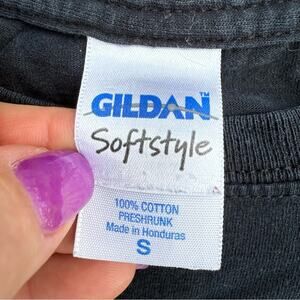 GILDAN™
Softstyle
100% COTTON
PRESHRUNK
Made in Honduras
S